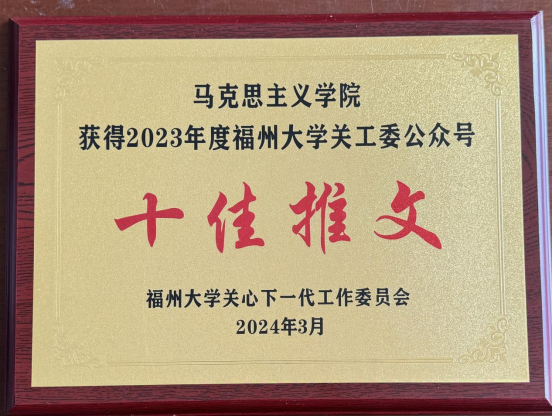 马克思主义学院
获得2023年度福州大学关工委公众号
十佳推文
福州大学关心下一代工作委员会
2024年3月